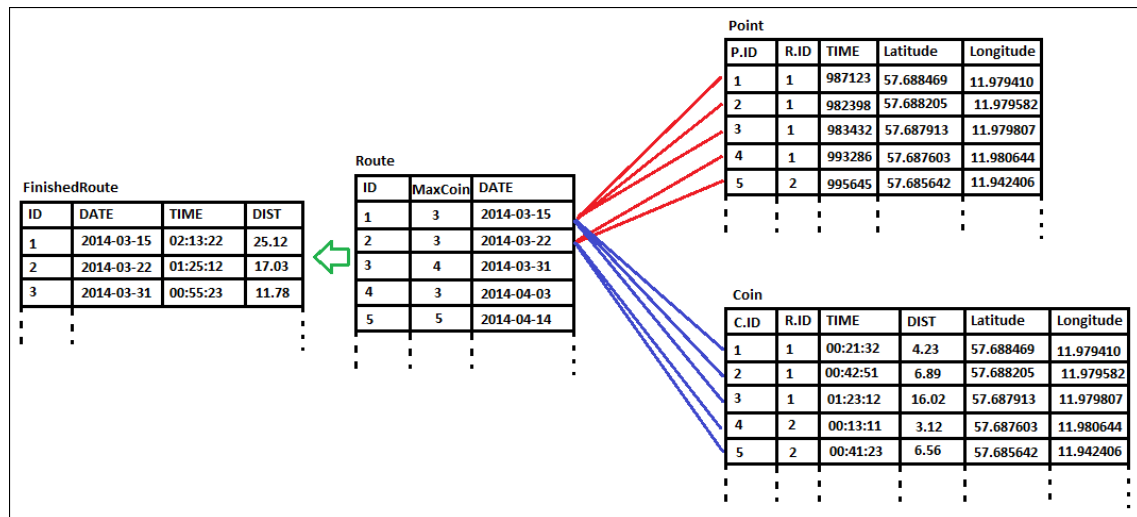 Point
P.ID R.ID TIME Latitude Longitude
1 1 987123 57.688469 11.979410
2 1 982398 57.688205 11.979582
3 1 983432 57.687913 11.979807
4 1 993286 57.687603 11.980644
5 2 995645 57.685642 11.942406
Route
ID MaxCoin DATE
1 3 2014-03-15
2 3 2014-03-22
3 4 2014-03-31
4 3 2014-04-03
5 5 2014-04-14
FinishedRoute
ID DATE TIME DIST
1 2014-03-15 02:13:22 25.12
2 2014-03-22 01:25:12 17.03
3 2014-03-31 00:55:23 11.78
Coin
C.ID R.ID TIME DIST Latitude Longitude
1 1 00:21:32 4.23 57.688469 11.979410
2 1 00:42:51 6.89 57.688205 11.979582
3 1 01:23:12 16.02 57.687913 11.979807
4 2 00:13:11 3.12 57.687603 11.980644
5 2 00:41:23 6.56 57.685642 11.942406